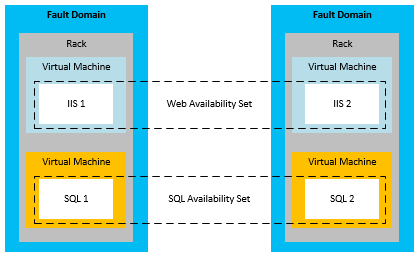 Fault Domain
Fault Domain
Rack
Rack
Virtual Machine
Virtual Machine
IIS 1
Web Availability Set
IIS 2
Virtual Machine
Virtual Machine
SQL 1
SQL Availability Set
SQL 2